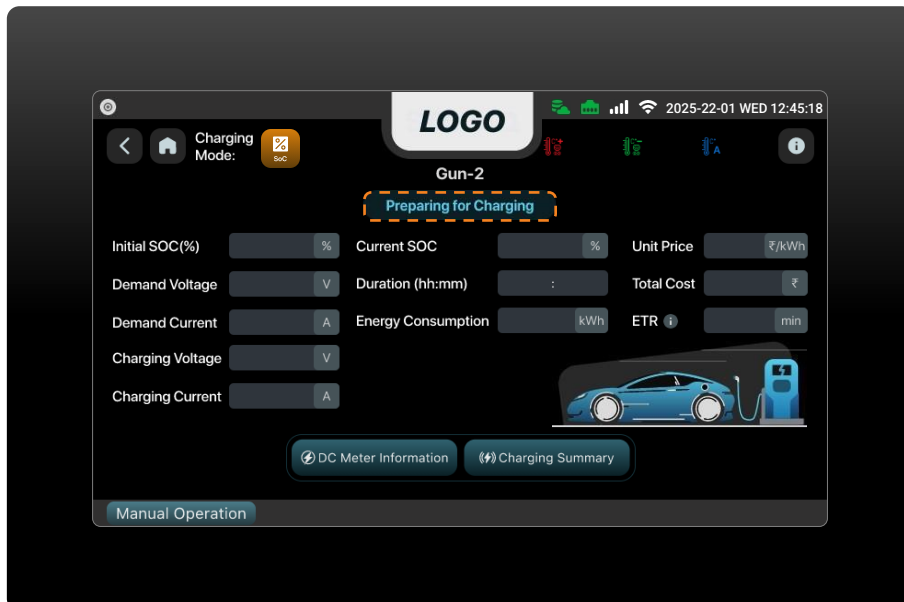 LOGO
2025-22-01 WED 12:45:18
Charging
Mode:
%
SoC
A
Gun-2
Preparing for Charging
Initial SOC(%) %
Current SOC %
Unit Price ₹/kWh
Demand Voltage V
Duration (hh:mm) :
Total Cost ₹
Demand Current A
Energy Consumption kWh
ETR i min
Charging Voltage V
Charging Current A
DC Meter Information
Charging Summary
Manual Operation